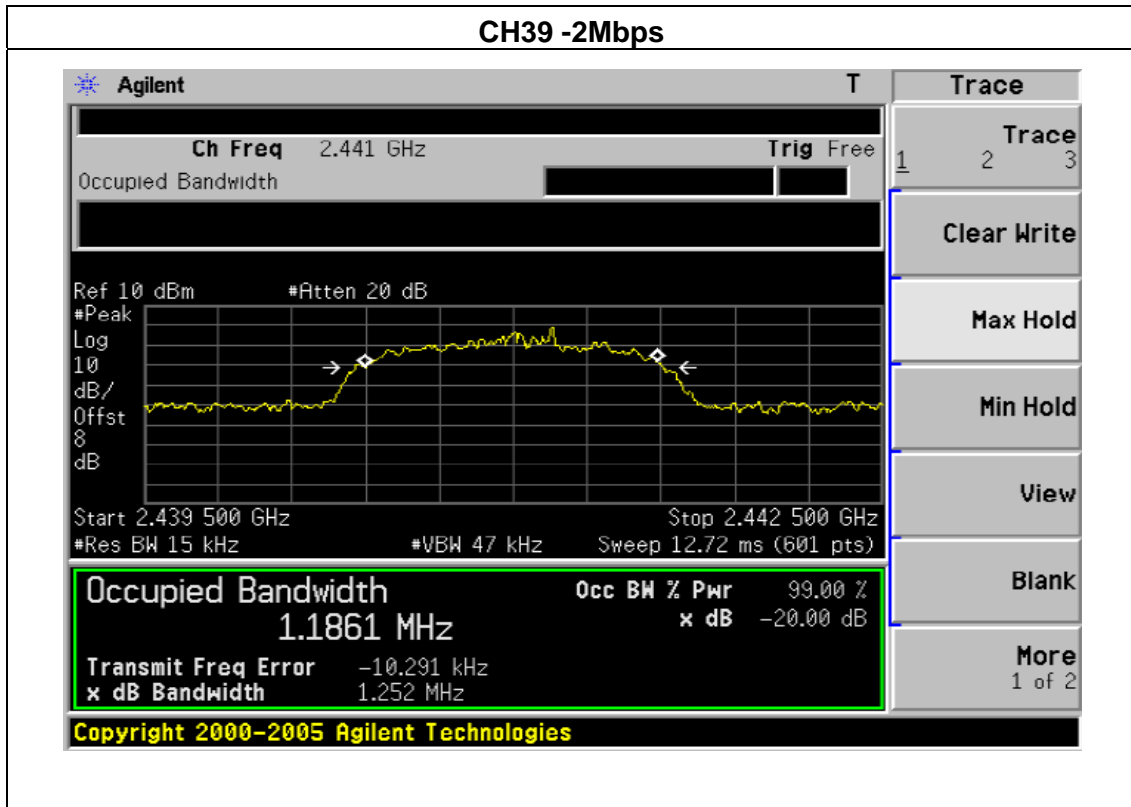 CH39 -2Mbps
Agilent T Trace
Ch Freq 2.441 GHz Trig Free
Occupied Bandwidth
Trace
1 2 3
Clear Write
Ref 10 dBm #Atten 20 dB
#Peak
Log
10
dB/
Offst
8
dB
Max Hold
Min Hold
View
Start 2.439 500 GHz Stop 2.442 500 GHz
#Res BW 15 kHz #VBW 47 kHz Sweep 12.72 ms (601 pts)
Occupied Bandwidth
1.1861 MHz
Occ BW % Pwr 99.00 %
x dB -20.00 dB
Transmit Freq Error -10.291 kHz
x dB Bandwidth 1.252 MHz
Blank
More
1 of 2
Copyright 2000-2005 Agilent Technologies